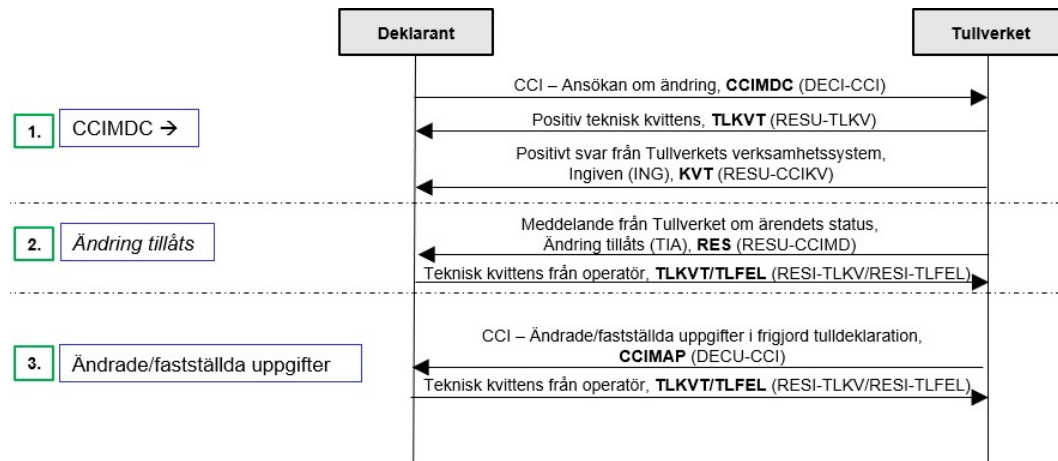 Deklarant
Tullverket
CCI – Ansökan om ändring, CCIMDC (DECI-CCI)
1.
CCIMDC →
Positiv teknisk kvittens, TLKVT (RESU-TLKV)
Positivt svar från Tullverkets verksamhetssystem,
Ingiven (ING), KVT (RESU-CCIKV)
2.
Ändring tillåts
Meddelande från Tullverket om ärendets status,
Ändring tillåts (TIA), RES (RESU-CCIMD)
Teknisk kvittens från operatör, TLKVT/TLFEL (RESI-TLKV/RESI-TLFEL)
3.
Ändrade/fastställda uppgifter
CCI – Ändrade/fastställda uppgifter i frigjord tulldeklaration,
CCIMAP (DECU-CCI)
Teknisk kvittens från operatör, TLKVT/TLFEL (RESI-TLKV/RESI-TLFEL)